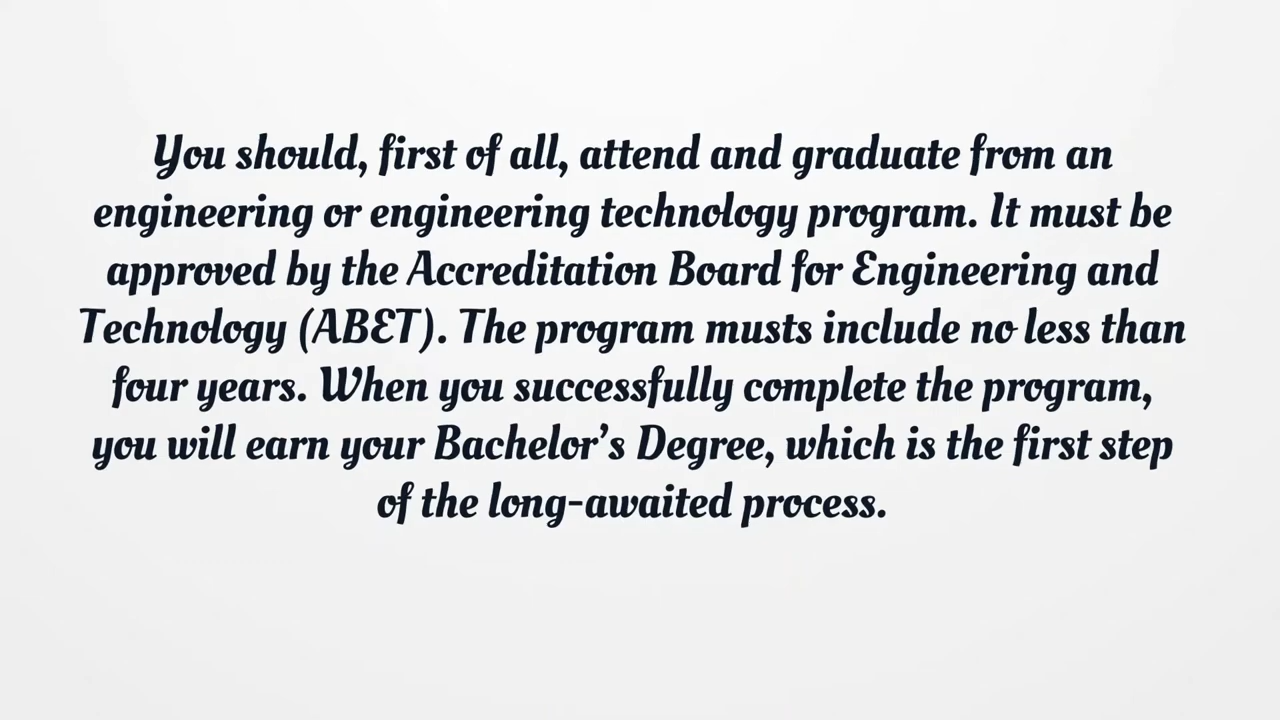 You should, first of all, attend and graduate from an
engineering or engineering technology program. It must be
approved by the Accreditation Board for Engineering and
Technology (ABET). The program musts include no less than
four years. When you successfully complete the program,
you will earn your Bachelor’s Degree, which is the first step
of the long-awaited process.